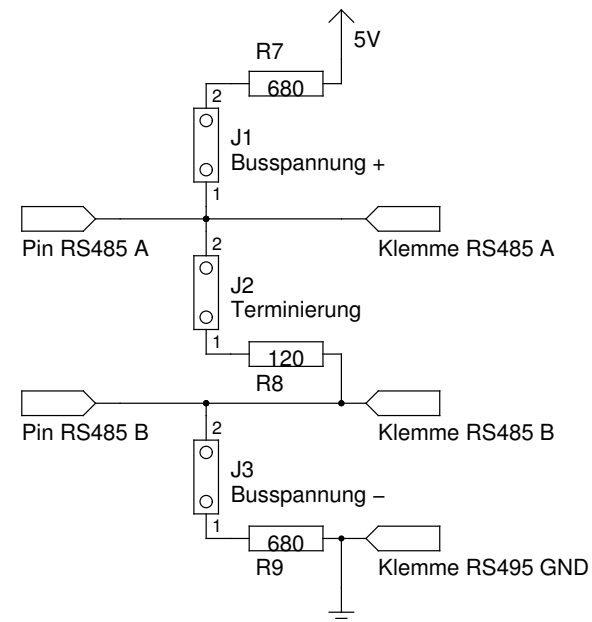 5V
R7
680
2
J1
Busspannung +
1
Pin RS485 A
Klemme RS485 A
2
J2
Terminierung
1
120
R8
Pin RS485 B
Klemme RS485 B
2
J3
Busspannung –
1
680
R9
Klemme RS495 GND